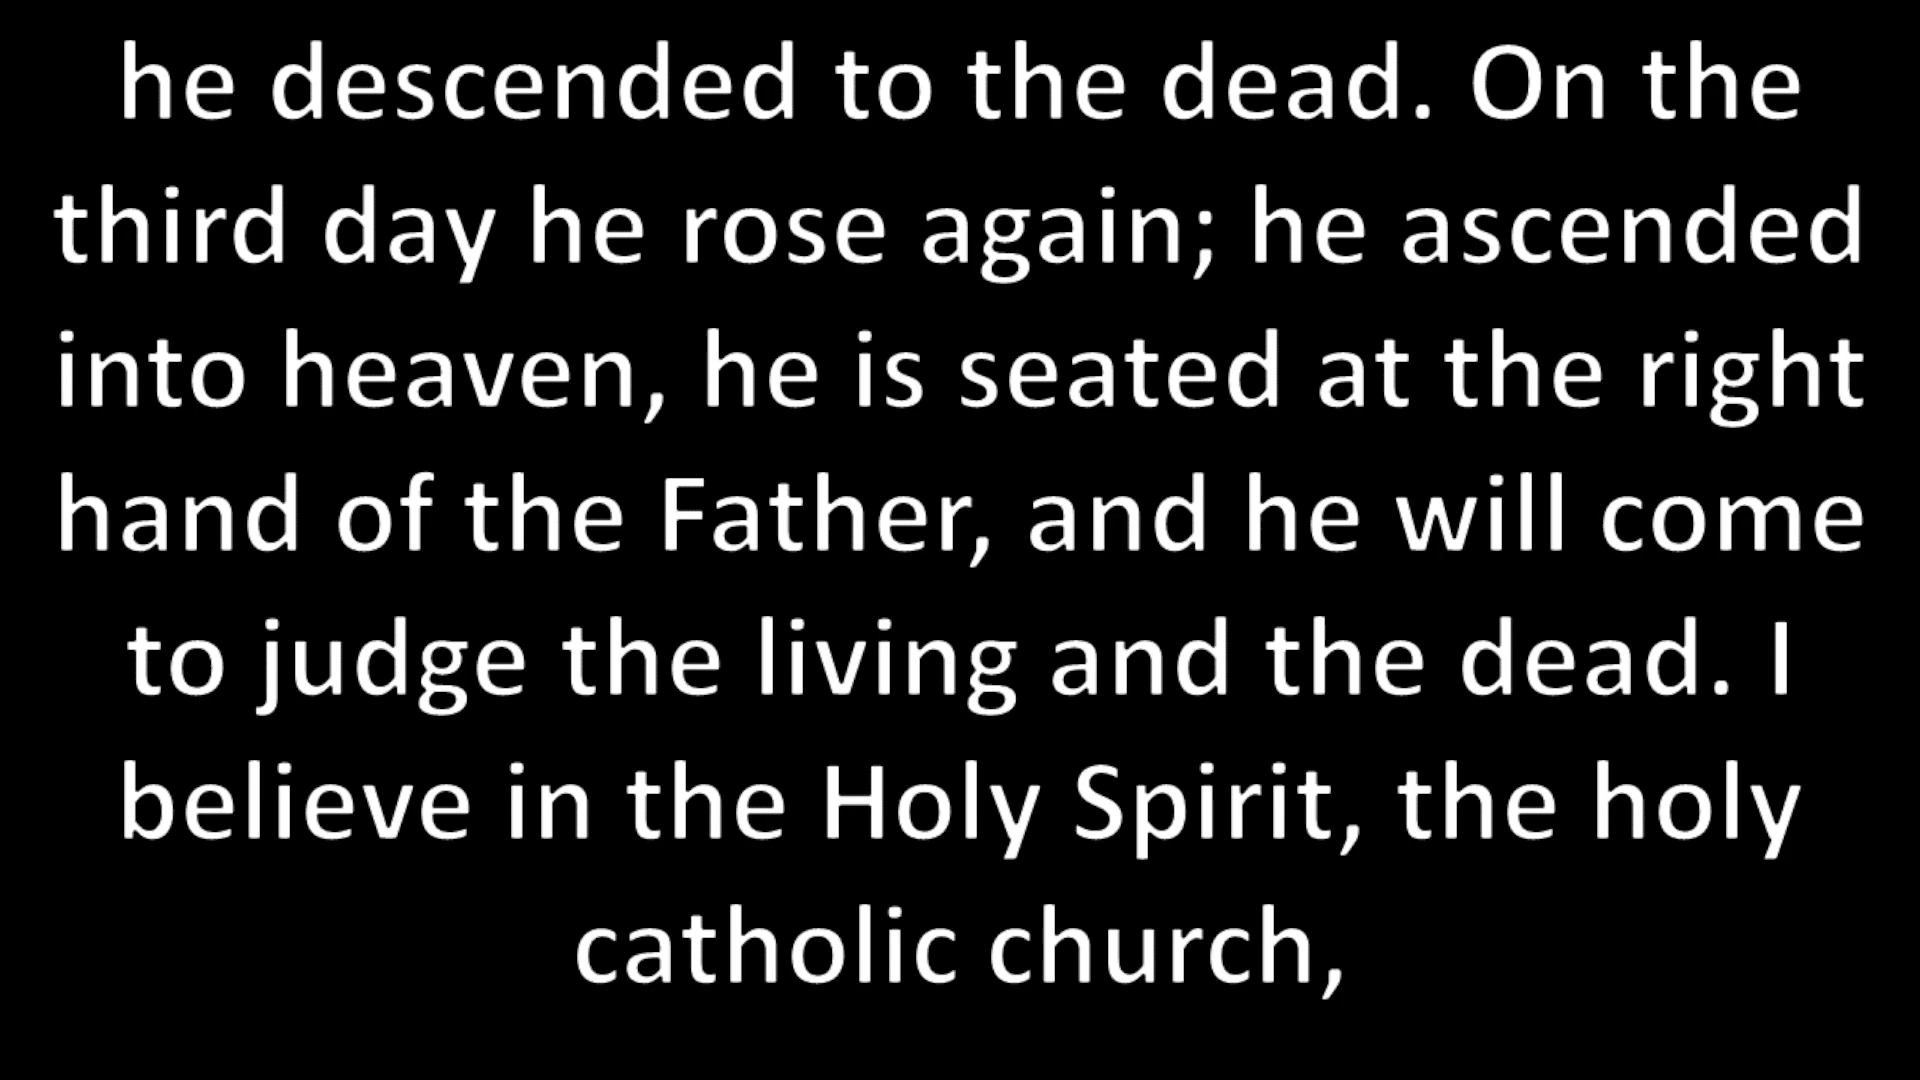 he descended to the dead. On the
third day he rose again; he ascended
into heaven, he is seated at the right
hand of the Father, and he will come
to judge the living and the dead. I
believe in the Holy Spirit, the holy
catholic church,